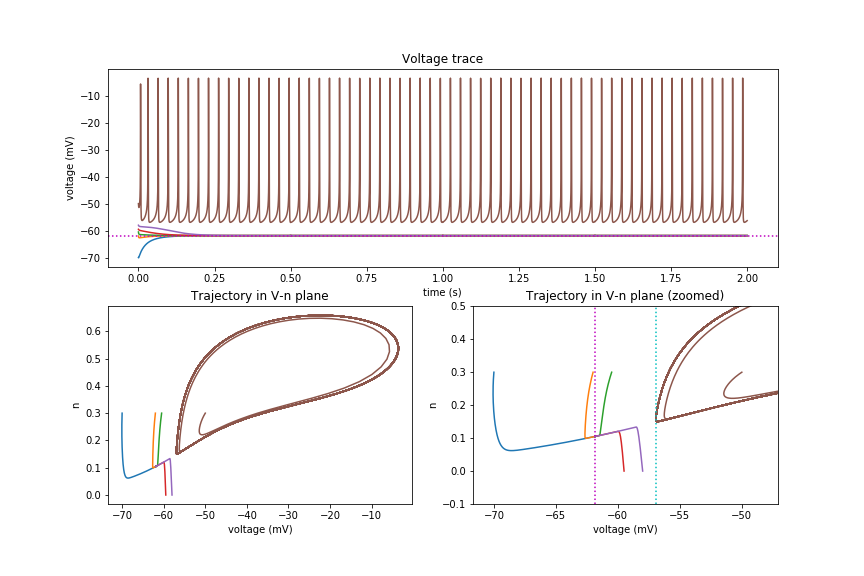 Voltage trace
voltage (mV)
−10
−20
−30
−40
−50
−60
−70
0.00 0.25 0.50 0.75 1.00 1.25 1.50 1.75 2.00
time (s)
Trajectory in V-n plane
n
0.6
0.5
0.4
0.3
0.2
0.1
0.0
−70 −60 −50 −40 −30 −20 −10
voltage (mV)
Trajectory in V-n plane (zoomed)
n
0.5
0.4
0.3
0.2
0.1
0.0
−0.1
−70 −65 −60 −55 −50
voltage (mV)